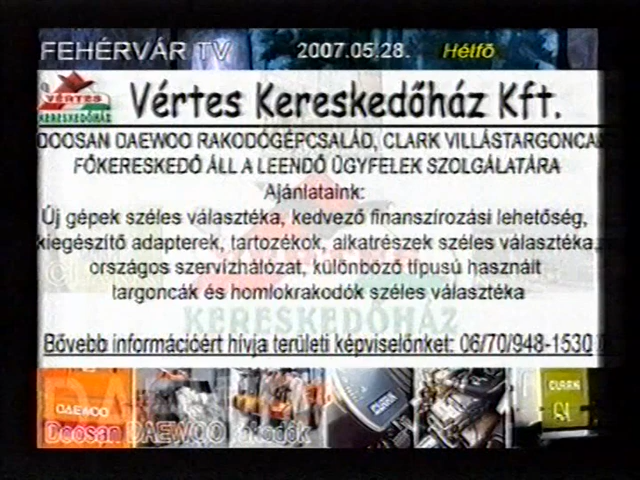 FEHÉRVÁR TV 2007.05.28. Hétfő
VÉRTES
KERESKEDŐHÁZ
Vértes Kereskedőház Kft.
DOOSAN DAEWOO RAKODÓGÉPCSALÁD, CLARK VILLÁSTARGONCA
FŐKERESKEDŐ ÁLL A LEENDŐ ÜGYFELEK SZOLGÁLATÁRA
Ajánlataink:
Új gépek széles választéka, kedvező finanszírozási lehetőség,
kiegészítő adapterek, tartozékok, alkatrészek széles választéka,
országos szervízhálózat, különböző típusú használt
targoncák és homlokrakodók széles választéka
KERESKEDŐHÁZ
Bővebb információért hívja területi képviselőnket: 06/70/948-1530
DAEWOO
CLARK
CLARK
Doosan DAEWOO rakodók